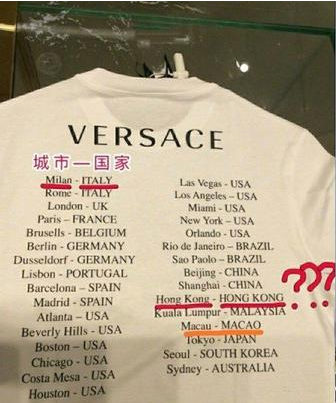 VERSACE
城市—国家
Milan - ITALY
Rome - ITALY
London - UK
Paris – FRANCE
Brusells - BELGIUM
Berlin - GERMANY
Dusseldorf - GERMANY
Lisbon - PORTUGAL
Barcelona – SPAIN
Madrid - SPAIN
Atlanta – USA
Beverly Hills - USA
Boston – USA
Chicago - USA
Costa Mesa - USA
Houston - USA
Las Vegas - USA
Los Angeles – USA
Miami - USA
New York – USA
Orlando - USA
Rio de Janeiro – BRAZIL
Sao Paolo – BRAZIL
Beijing - CHINA
Shanghai - CHINA
Hong Kong - HONG KONG
Kuala Lumpur - MALAYSIA
Macau - MACAO
Tokyo - JAPAN
Seoul - SOUTH KOREA
Sydney - AUSTRALIA
???